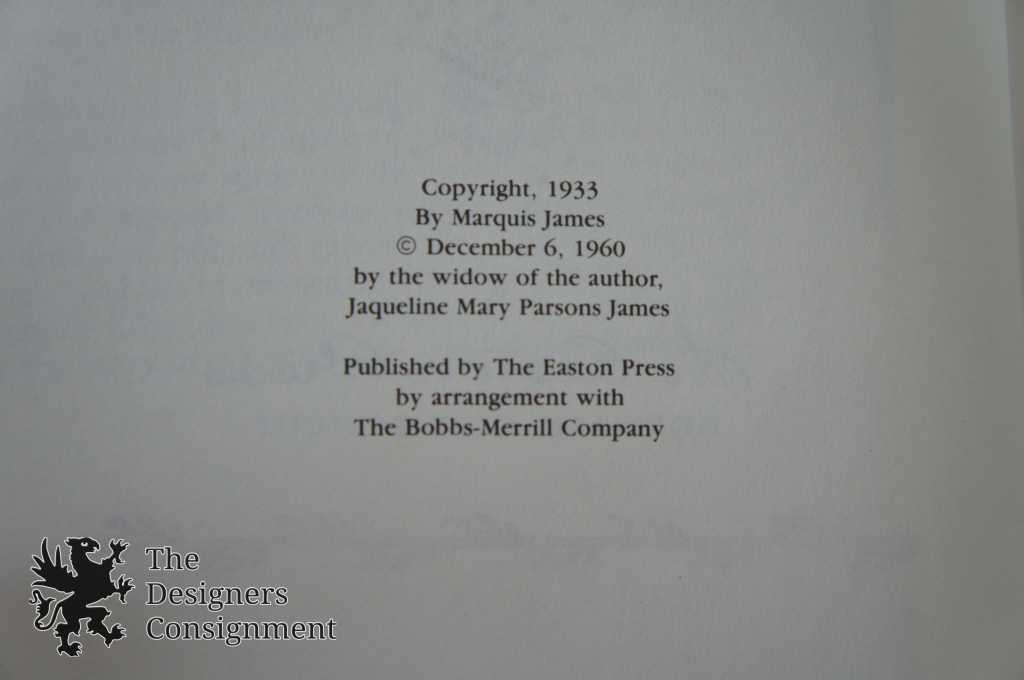 Copyright, 1933
By Marquis James
© December 6, 1960
by the widow of the author,
Jaqueline Mary Parsons James
Published by The Easton Press
by arrangement with
The Bobbs-Merrill Company
The
Designers
Consignment